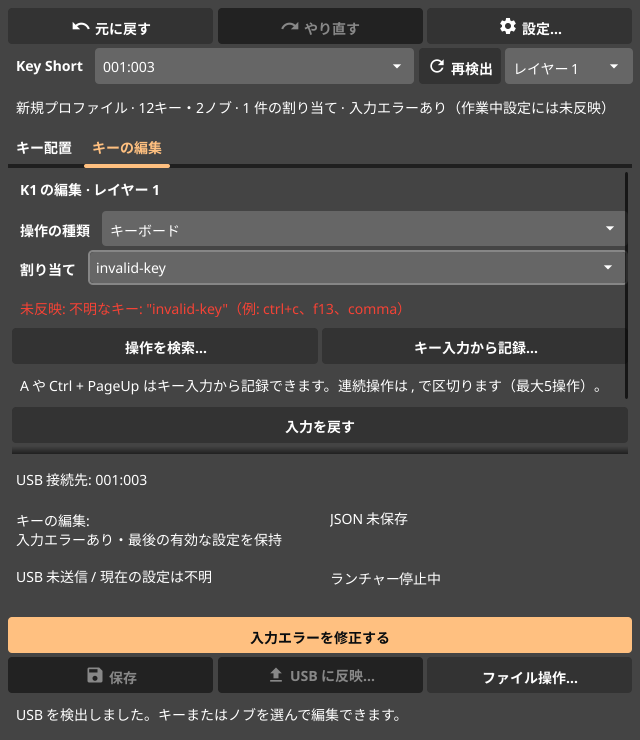 元に戻す
やり直す
設定...
Key Short
001:003
再検出
レイヤー 1
新規プロファイル · 12キー・2ノブ · 1 件の割り当て · 入力エラーあり（作業中設定には未反映）
キー配置
キーの編集
K1 の編集 · レイヤー 1
操作の種類
キーボード
割り当て
invalid-key
未反映: 不明なキー: "invalid-key"（例: ctrl+c、f13、comma）
操作を検索...
キー入力から記録...
A や Ctrl + PageUp はキー入力から記録できます。連続操作は , で区切ります（最大5操作）。
入力を戻す
USB 接続先: 001:003
キーの編集:
入力エラーあり・最後の有効な設定を保持
JSON 未保存
USB 未送信 / 現在の設定は不明
ランチャー停止中
入力エラーを修正する
保存
USB に反映...
ファイル操作...
USB を検出しました。キーまたはノブを選んで編集できます。